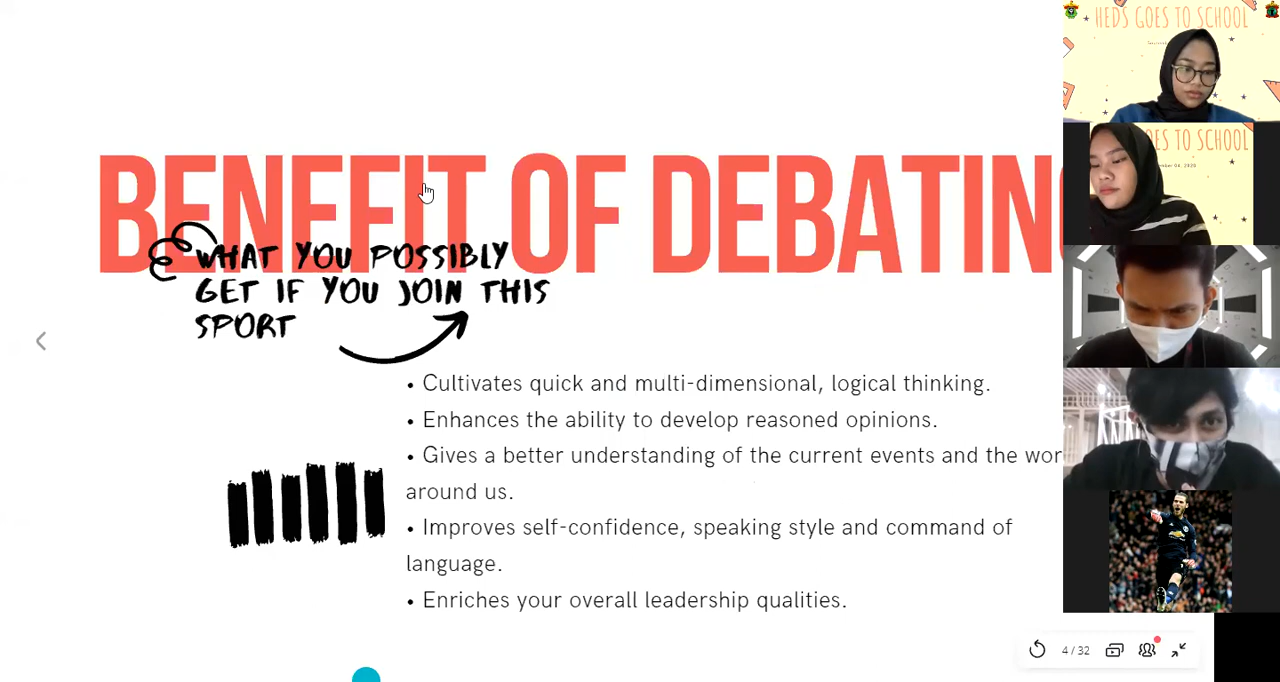 BENEFIT OF DEBATIN
WHAT YOU POSSIBLY
GET IF YOU JOIN THIS
SPORT
• Cultivates quick and multi-dimensional, logical thinking.
• Enhances the ability to develop reasoned opinions.
• Gives a better understanding of the current events and the wor
around us.
• Improves self-confidence, speaking style and command of
language.
• Enriches your overall leadership qualities.
4 / 32
HEDS GOES TO SCHOOL
OES TO SCHOOL
mber 04, 2020